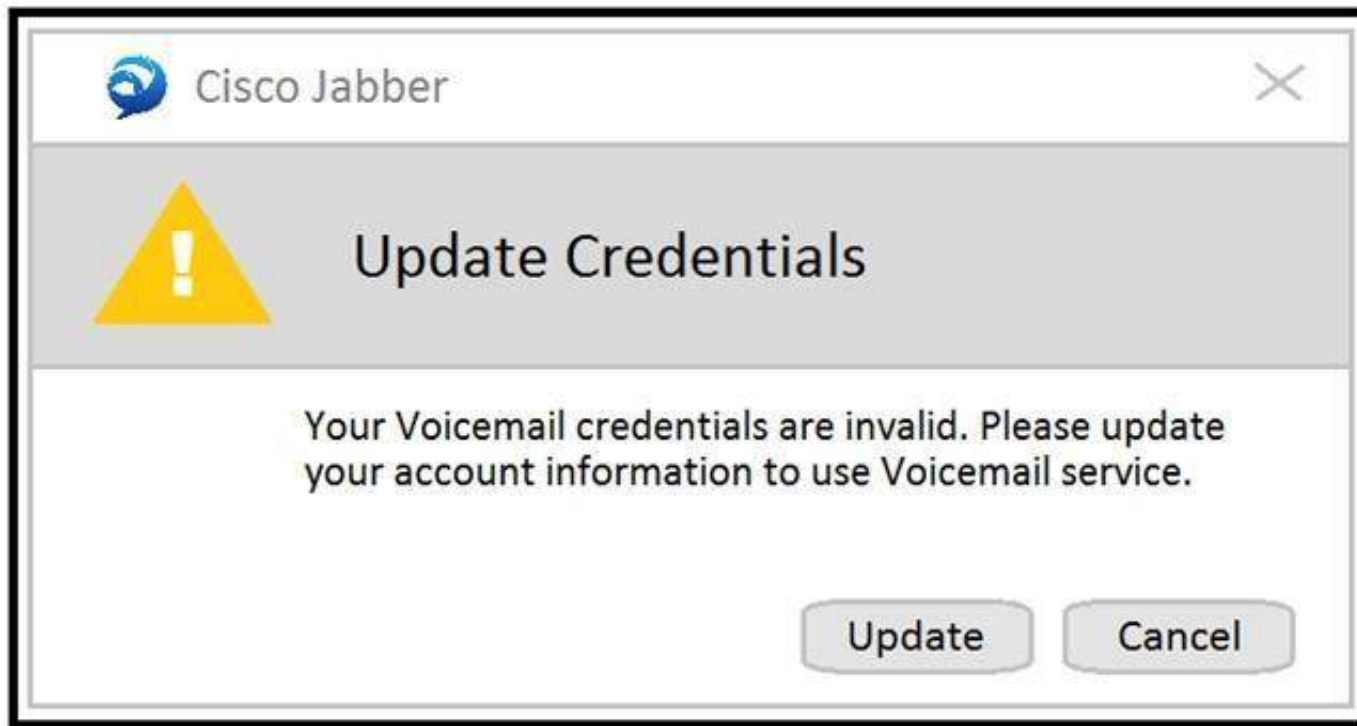 Cisco Jabber
Update Credentials
Your Voicemail credentials are invalid. Please update
your account information to use Voicemail service.
Update
Cancel